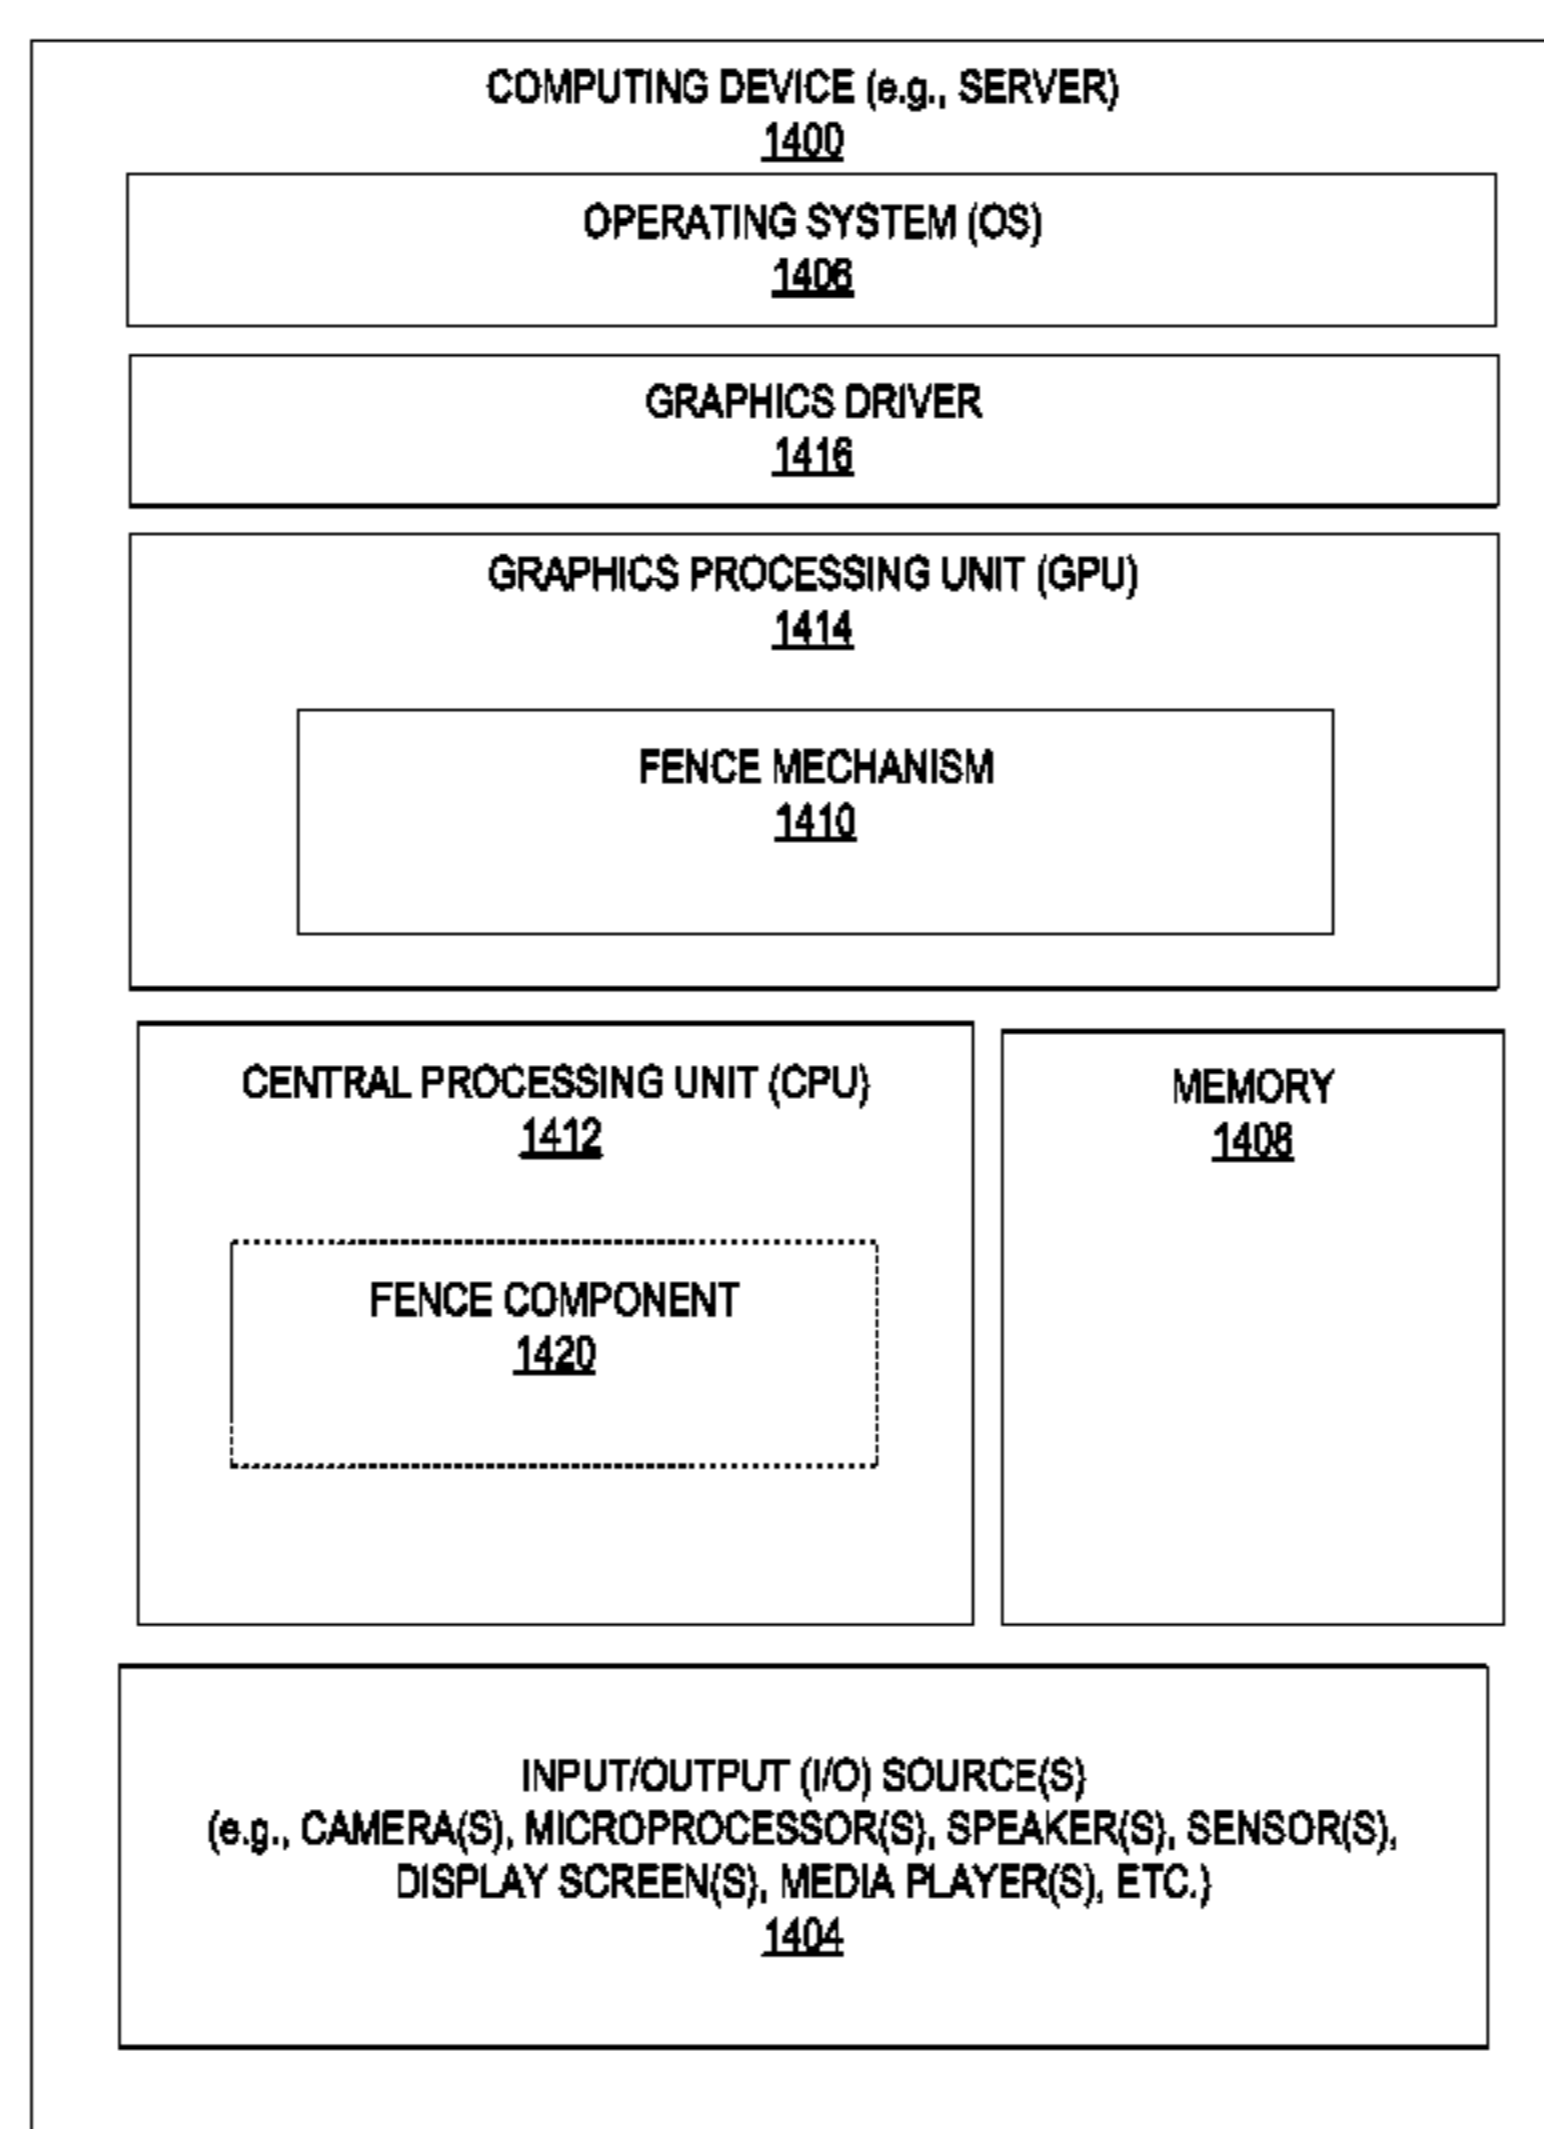 COMPUTING DEVICE (e.g., SERVER)
1400
OPERATING SYSTEM (OS)
1406
GRAPHICS DRIVER
1416
GRAPHICS PROCESSING UNIT (GPU)
1414
FENCE MECHANISM
1410
CENTRAL PROCESSING UNIT (CPU)
1412
FENCE COMPONENT
1420
MEMORY
1408
INPUT/OUTPUT (I/O) SOURCE(S)
(e.g., CAMERA(S), MICROPROCESSOR(S), SPEAKER(S), SENSOR(S),
DISPLAY SCREEN(S), MEDIA PLAYER(S), ETC.)
1404